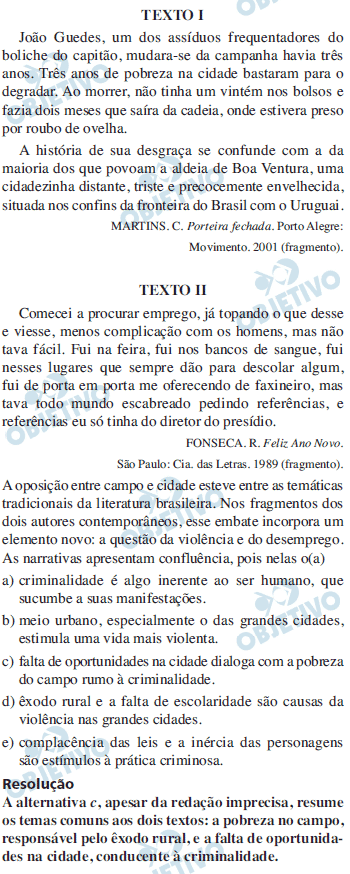 TEXTO I
João Guedes, um dos assíduos frequentadores do
boliche do capitão, mudara-se da campanha havia três
anos. Três anos de pobreza na cidade bastaram para o
degradar. Ao morrer, não tinha um vintém nos bolsos e
fazia dois meses que saíra da cadeia, onde estivera preso
por roubo de ovelha.
A história de sua desgraça se confunde com a da
maioria dos que povoam a aldeia de Boa Ventura, uma
cidadezinha distante, triste e precocemente envelhecida,
situada nos confins da fronteira do Brasil com o Uruguai.
MARTINS. C. Porteira fechada. Porto Alegre:
Movimento. 2001 (fragmento).
TEXTO II
Comecei a procurar emprego, já topando o que desse
e viesse, menos complicação com os homens, mas não
tava fácil. Fui na feira, fui nos bancos de sangue, fui
nesses lugares que sempre dão para descolar algum,
fui de porta em porta me oferecendo de faxineiro, mas
tava todo mundo escabreado pedindo referências, e
referências eu só tinha do diretor do presídio.
FONSECA. R. Feliz Ano Novo.
São Paulo: Cia. das Letras. 1989 (fragmento).
A oposição entre campo e cidade esteve entre as temáticas
tradicionais da literatura brasileira. Nos fragmentos dos
dois autores contemporâneos, esse embate incorpora um
elemento novo: a questão da violência e do desemprego.
As narrativas apresentam confluência, pois nelas o(a)
a) criminalidade é algo inerente ao ser humano, que
sucumbe a suas manifestações.
b) meio urbano, especialmente o das grandes cidades,
estimula uma vida mais violenta.
c) falta de oportunidades na cidade dialoga com a pobreza
do campo rumo à criminalidade.
d) êxodo rural e a falta de escolaridade são causas da
violência nas grandes cidades.
e) complacência das leis e a inércia das personagens
são estímulos à prática criminosa.
Resolução
A alternativa c, apesar da redação imprecisa, resume
os temas comuns aos dois textos: a pobreza no campo,
responsável pelo êxodo rural, e a falta de oportunida-
des na cidade, conducente à criminalidade.
OBJETIVO
OBJETIVO
OBJETIVO
OBJETIVO
OBJETIVO
OBJETIVO
OBJETIVO
OBJETIVO